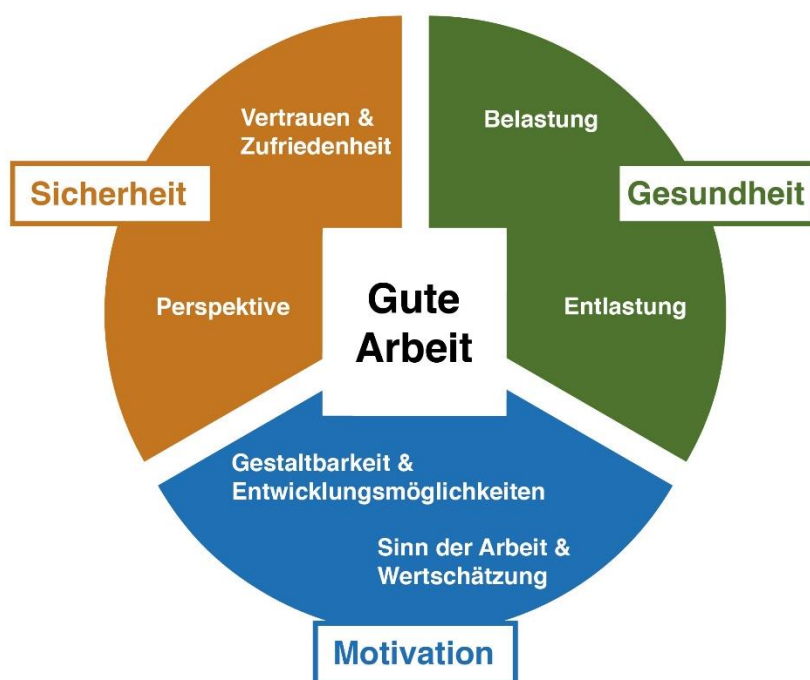 Vertrauen &
Zufriedenheit
Belastung
Sicherheit
Gesundheit
Perspektive
Gute
Arbeit
Entlastung
Gestaltbarkeit &
Entwicklungsmöglichkeiten
Sinn der Arbeit &
Wertschätzung
Motivation